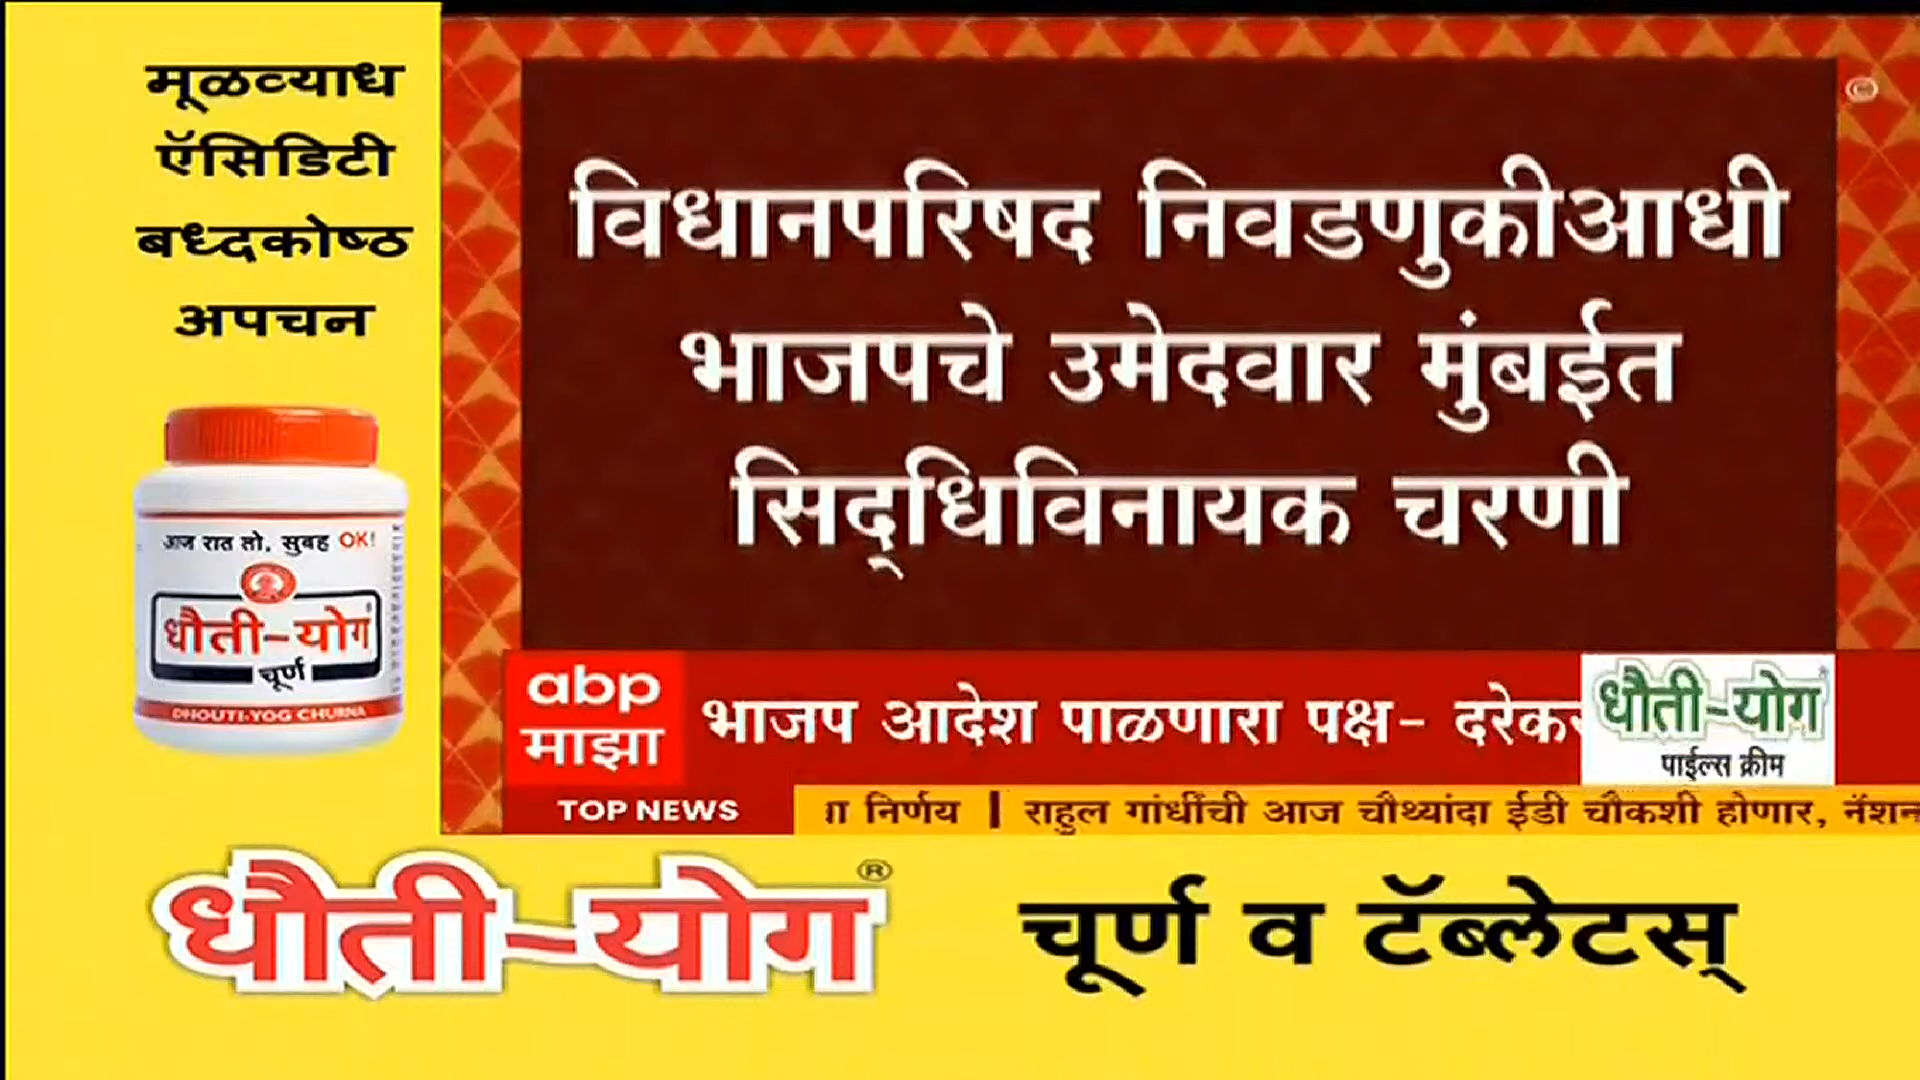 मूळव्याध
ऍसिडिटी
बध्दकोष्ठ
अपचन
आज रात लो, सुबह OK!
धौती-योग
चूर्ण
DHOUTI-YOG CHURNA
©
विधानपरिषद निवडणुकीआधी
भाजपचे उमेदवार मुंबईत
सिद्धिविनायक चरणी
abp
माझा
भाजप आदेश पाळणारा पक्ष- दरेकर
धौती-योग
पाईल्स क्रीम
TOP NEWS
निर्णय | राहुल गांधींची आज चौथ्यांदा ईडी चौकशी होणार,
धौती-योग ®
चूर्ण व टॅब्लेटस्